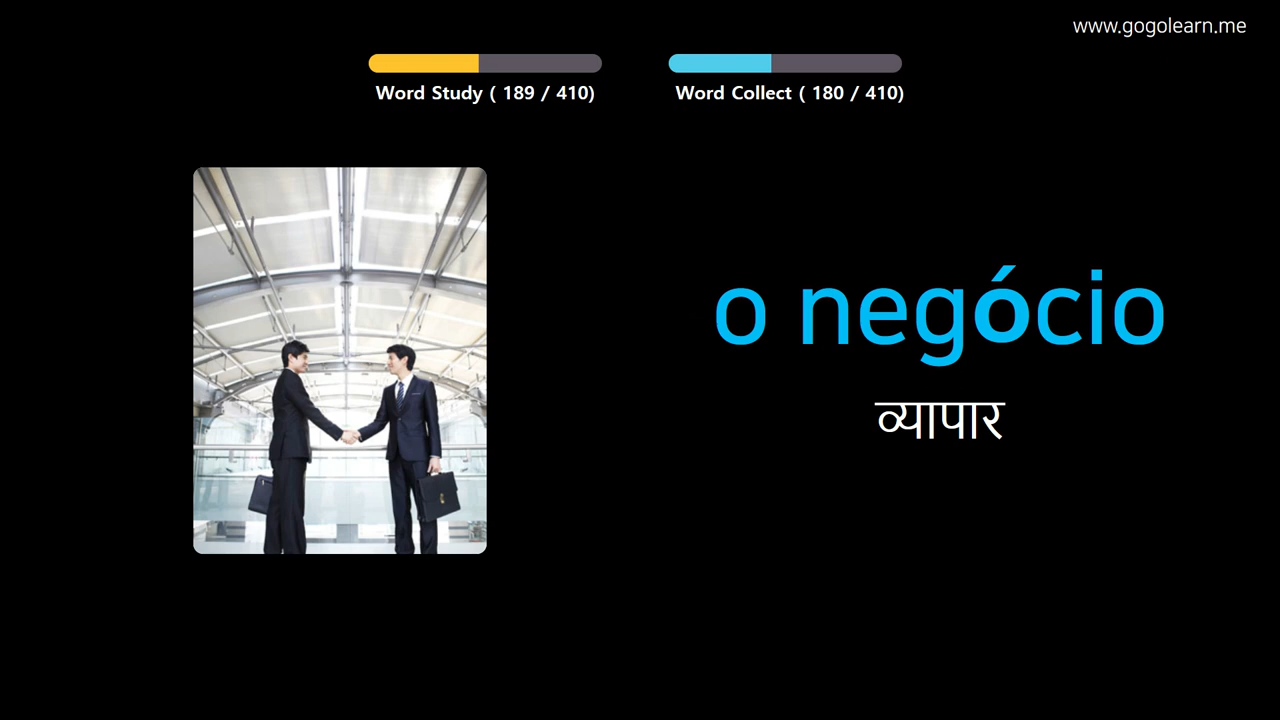 www.gogolearn.me
Word Study ( 189 / 410)
Word Collect ( 180 / 410)
o negócio
व्यापार